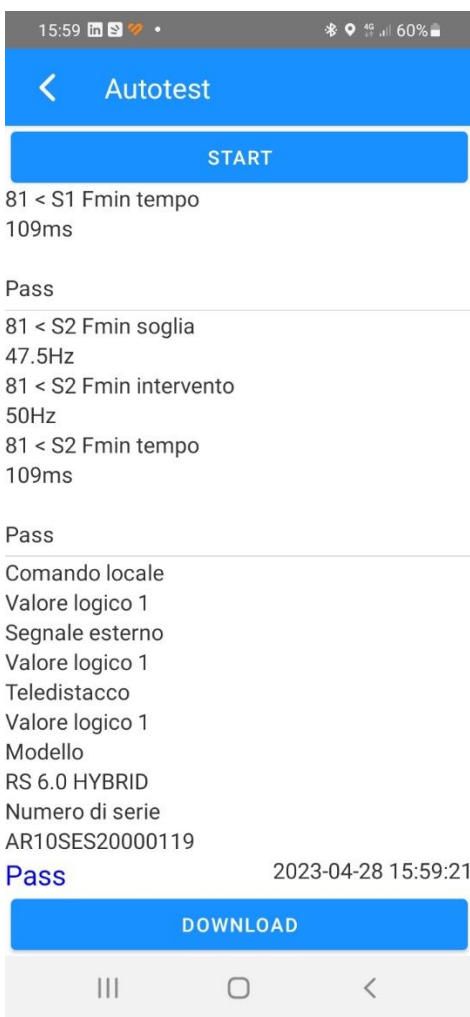 15:59
4G 60%
Autotest
START
81 < S1 Fmin tempo
109ms
Pass
81 < S2 Fmin soglia
47.5Hz
81 < S2 Fmin intervento
50Hz
81 < S2 Fmin tempo
109ms
Pass
Comando locale
Valore logico 1
Segnale esterno
Valore logico 1
Teledistacco
Valore logico 1
Modello
RS 6.0 HYBRID
Numero di serie
AR10SES20000119
Pass 2023-04-28 15:59:21
DOWNLOAD